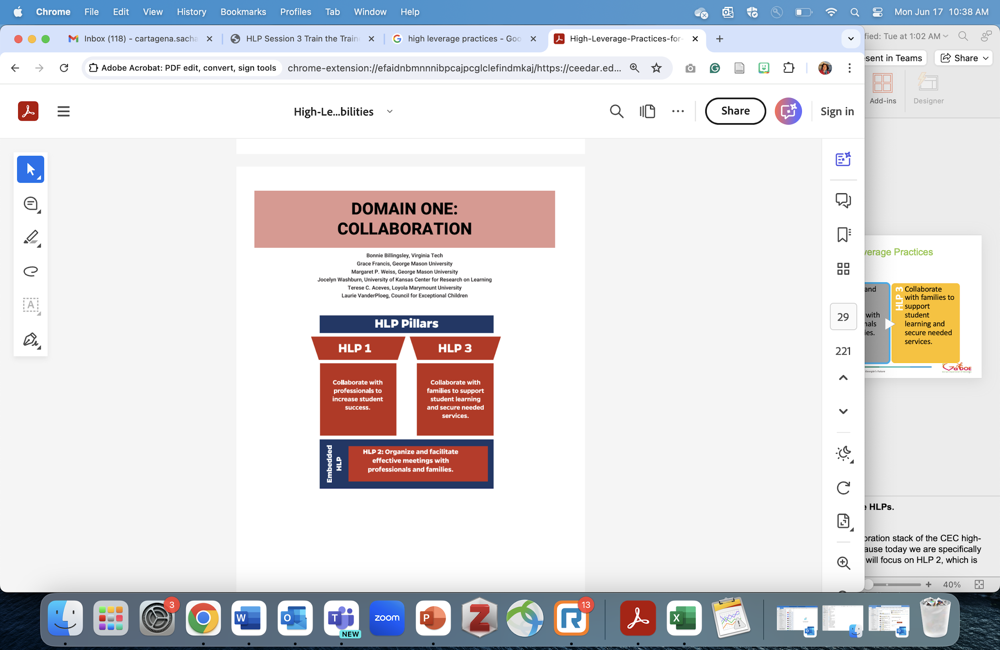 Chrome File Edit View History Bookmarks Profiles Tab Window Help Mon Jun 17 10:38 AM
Inbox (118) - cartagena.sacha
HLP Session 3 Train the Traine
high leverage practices - Goo
High-Leverage-Practices-for-
fied: Tue at 1:02 AM
Adobe Acrobat: PDF edit, convert, sign tools
chrome-extension://efaidnbmnnnibpcajpcglclefindmkaj/https://ceedar.ed...
sent in Teams
Share
Add-ins
Designer
High-Le...bilities
Share
Sign in
DOMAIN ONE:
COLLABORATION
Bonnie Billingsley, Virginia Tech
Grace Francis, George Mason University
Margaret P. Weiss, George Mason University
Jocelyn Washburn, University of Kansas Center for Research on Learning
Terese C. Aceves, Loyola Marymount University
Laurie VanderPloeg, Council for Exceptional Children
HLP Pillars
HLP 1
HLP 3
Collaborate with
professionals to
increase student
success.
Collaborate with
families to support
student learning
and secure needed
services.
Embedded
HLP
HLP 2: Organize and facilitate
effective meetings with
professionals and families.
29
221
verage Practices
and
with
nals
ies.
HLP 3
Collaborate
with families to
support
student
learning and
secure needed
services.
Georgia's Future
GaDOE
e HLPs.
oration stack of the CEC high-
ause today we are specifically
will focus on HLP 2, which is
40%
3
W
O
T
NEW
zoom
P
Z
R
13
X